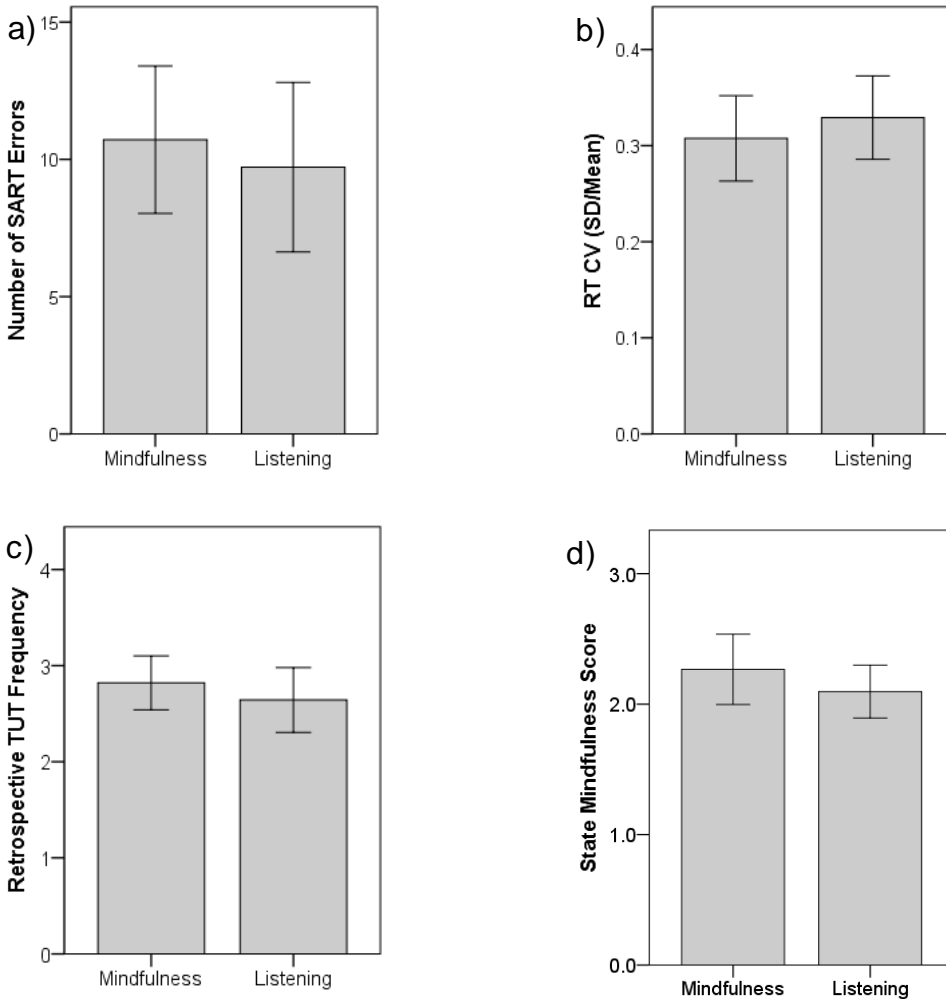 a)
Number of SART Errors
15
10
5
0
Mindfulness
Listening
b)
RT CV (SD/Mean)
0.4
0.3
0.2
0.1
0.0
Mindfulness
Listening
c)
Retrospective TUT Frequency
4
3
2
1
0
Mindfulness
Listening
d)
State Mindfulness Score
3.0
2.0
1.0
0.0
Mindfulness
Listening